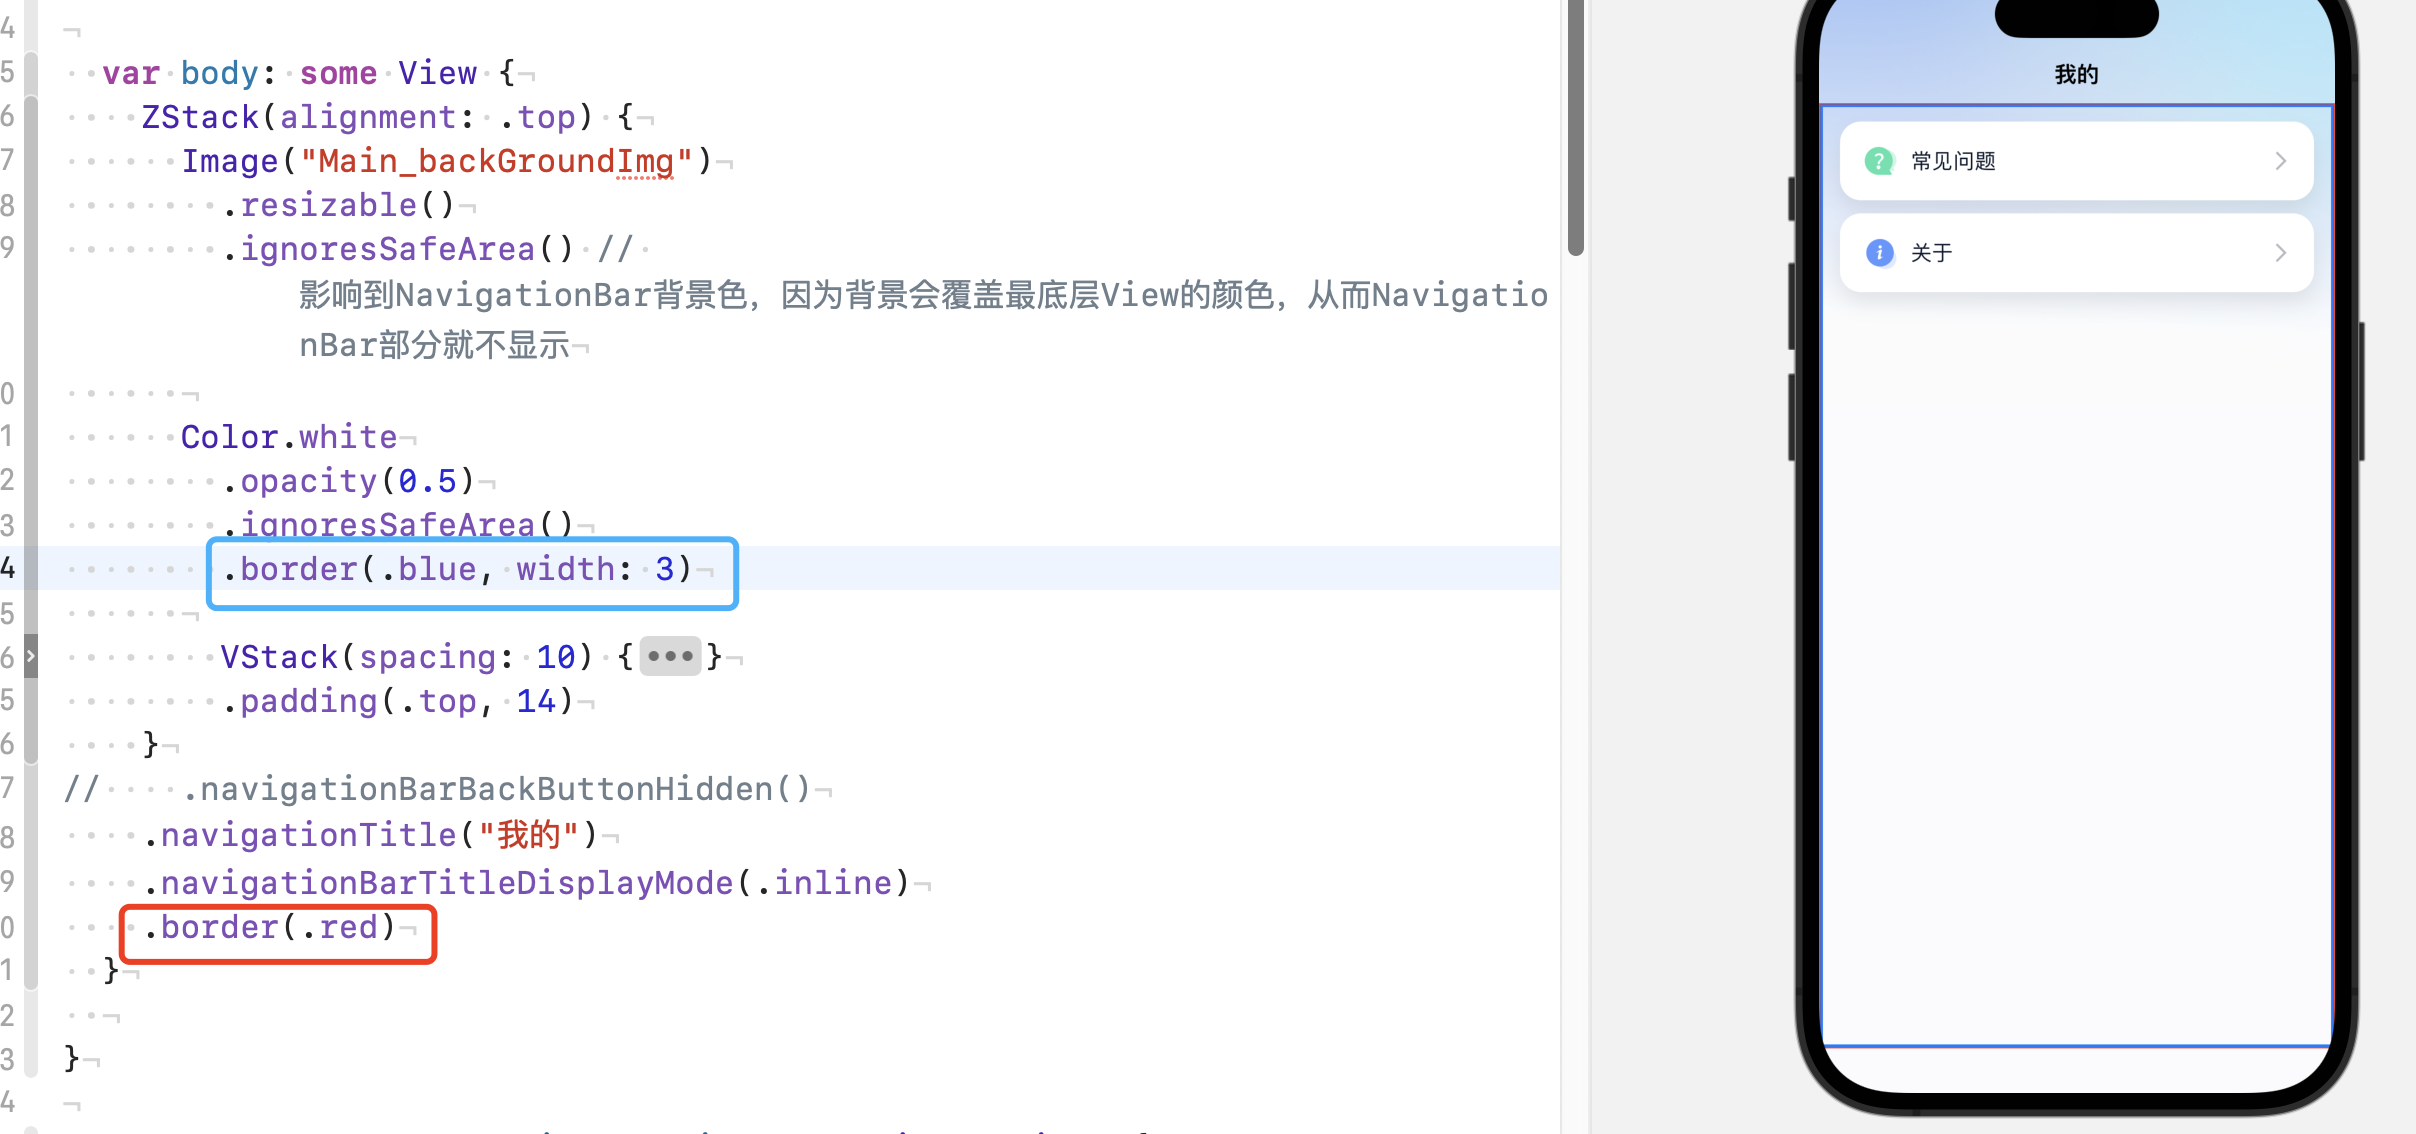 4
5 var body: some View {
6 ZStack(alignment: .top) {
7 Image("Main_backGroundImg")
8 .resizable()
9 .ignoresSafeArea() //
影响到NavigationBar背景色，因为背景会覆盖最底层View的颜色，从而Navigatio
nBar部分就不显示
0
1 Color.white
2 .opacity(0.5)
3 .ignoresSafeArea()
4 .border(.blue, width: 3)
5
6 VStack(spacing: 10) {•••}
5 .padding(.top, 14)
6 }
7 // .navigationBarBackButtonHidden()
8 .navigationTitle("我的")
9 .navigationBarTitleDisplayMode(.inline)
0 .border(.red)
1 }
2
3 }
4
我的
常见问题
关于